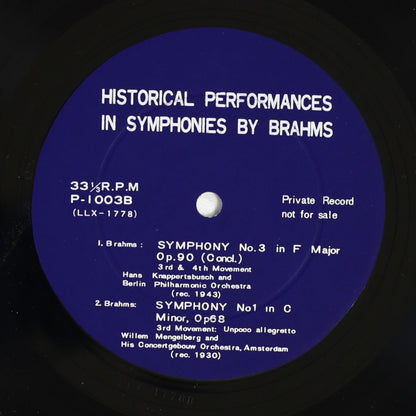 HISTORICAL PERFORMANCES
IN SYMPHONIES BY BRAHMS
33⅓R.P.M
P-1003B
(LLX-1778)
Private Record
not for sale
1. Brahms: SYMPHONY No.3 in F Major
Op.90 (Concl.)
3rd & 4th Movement
Hans Knappertsbusch and
Berlin Philharmonic Orchestra
(rec. 1943)
2. Brahms: SYMPHONY No1 in C
Minor, Op68
3rd Movement: Unpoco allegretto
Willem Mengelberg and
His Concertgebouw Orchestra, Amsterdam
(rec. 1930)